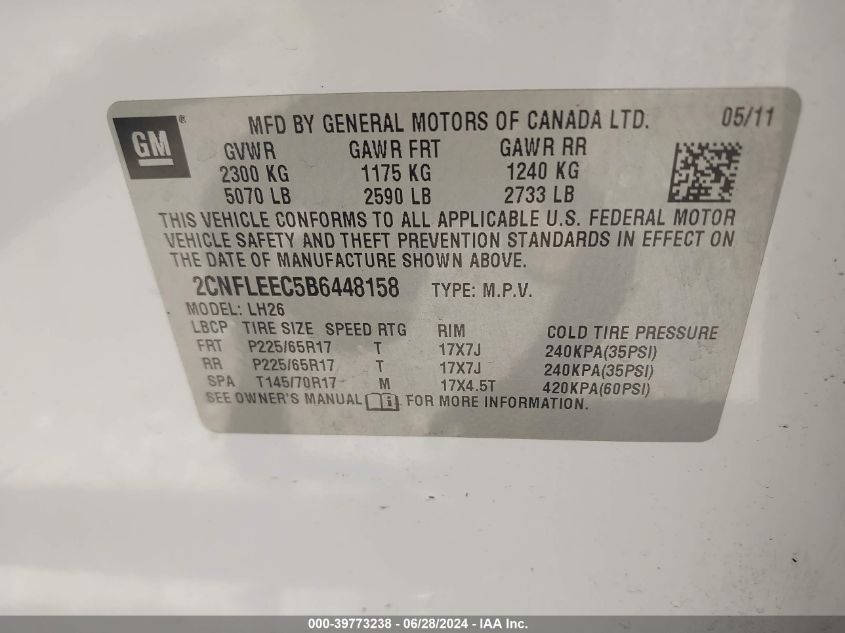 GM® MFD BY GENERAL MOTORS OF CANADA LTD. 05/11
GVWR GAWR FRT GAWR RR
2300 KG 1175 KG 1240 KG
5070 LB 2590 LB 2733 LB
THIS VEHICLE CONFORMS TO ALL APPLICABLE U.S. FEDERAL MOTOR
VEHICLE SAFETY AND THEFT PREVENTION STANDARDS IN EFFECT ON
THE DATE OF MANUFACTURE SHOWN ABOVE.
2CNFLEEC5B6448158 TYPE: M.P.V.
MODEL: LH26
LBCP TIRE SIZE SPEED RTG RIM COLD TIRE PRESSURE
FRT P225/65R17 T 17X7J 240KPA(35PSI)
RR P225/65R17 T 17X7J 240KPA(35PSI)
SPA T145/70R17 M 17X4.5T 420KPA(60PSI)
SEE OWNER'S MANUAL i FOR MORE INFORMATION.
000-39773238 - 06/28/2024 - IAA Inc.